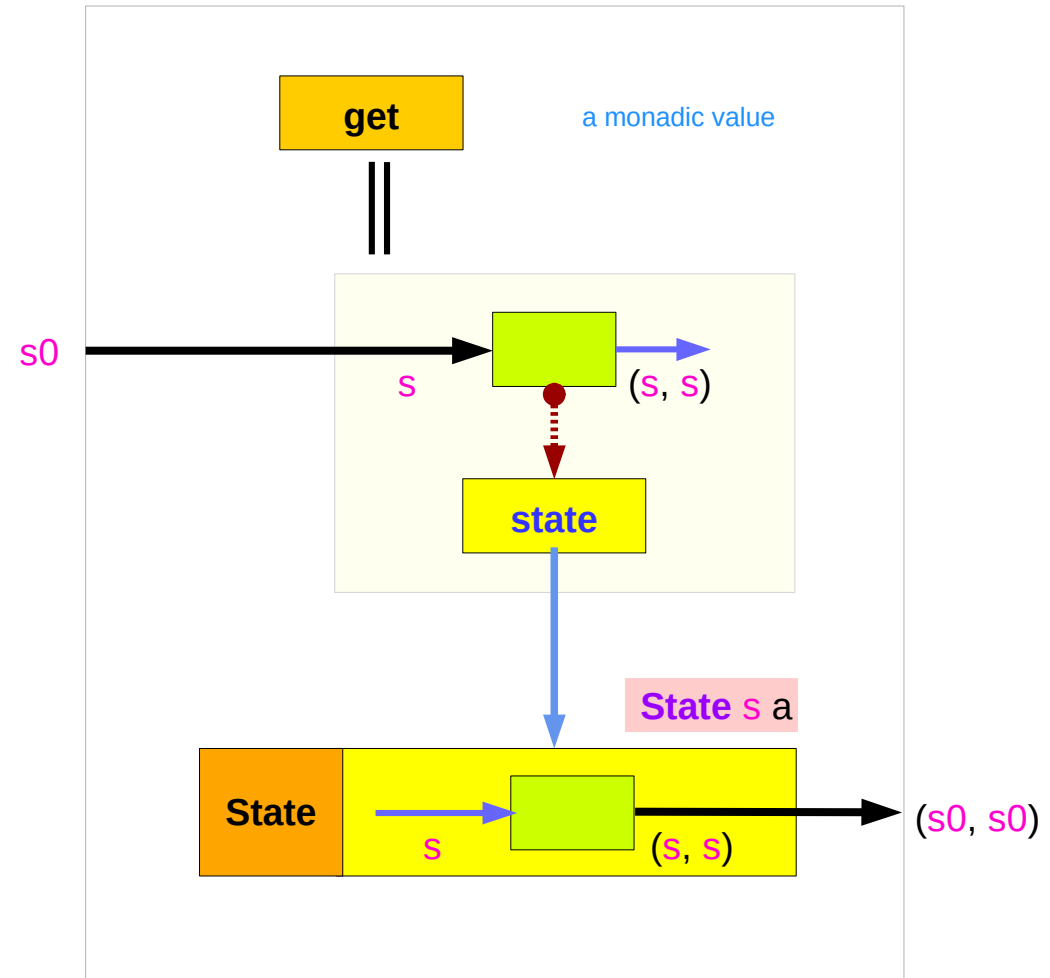 get
a monadic value
s0
s
(s, s)
state
State s a
State
s
(s, s)
(s0, s0)